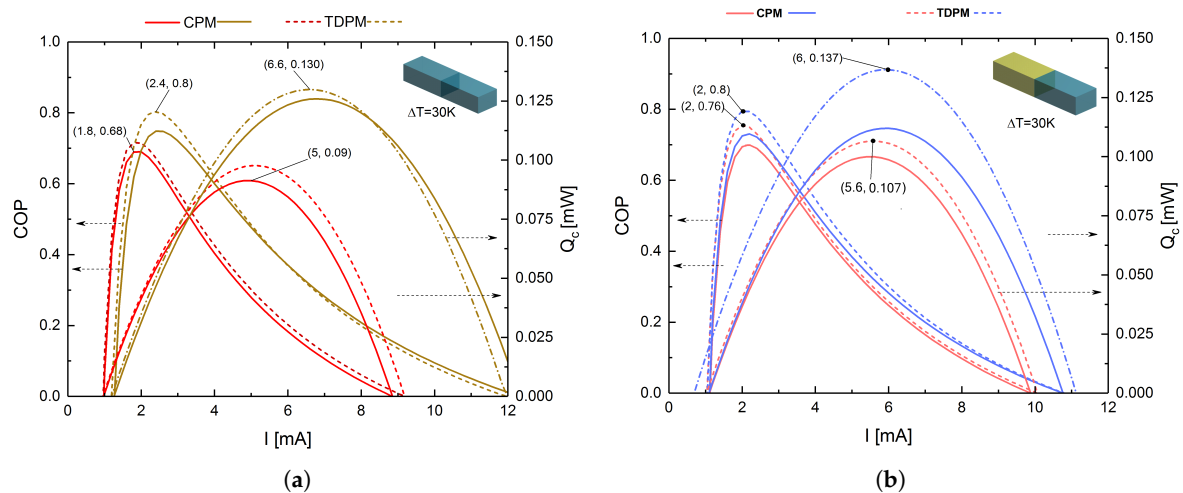 CPM TDPM
1.0
0.8
0.6
0.4
0.2
0.0
COP
0.150
0.125
0.100
0.075
0.050
0.025
0.000
Q_c [mW]
(6.6, 0.130)
(2.4, 0.8)
(1.8, 0.68)
(5, 0.09)
ΔT=30K
0 2 4 6 8 10 12
I [mA]
(a)
CPM TDPM
1.0
0.8
0.6
0.4
0.2
0.0
COP
0.150
0.125
0.100
0.075
0.050
0.025
0.000
Q_c [mW]
(6, 0.137)
(2, 0.8)
(2, 0.76)
(5.6, 0.107)
ΔT=30K
0 2 4 6 8 10 12
I [mA]
(b)